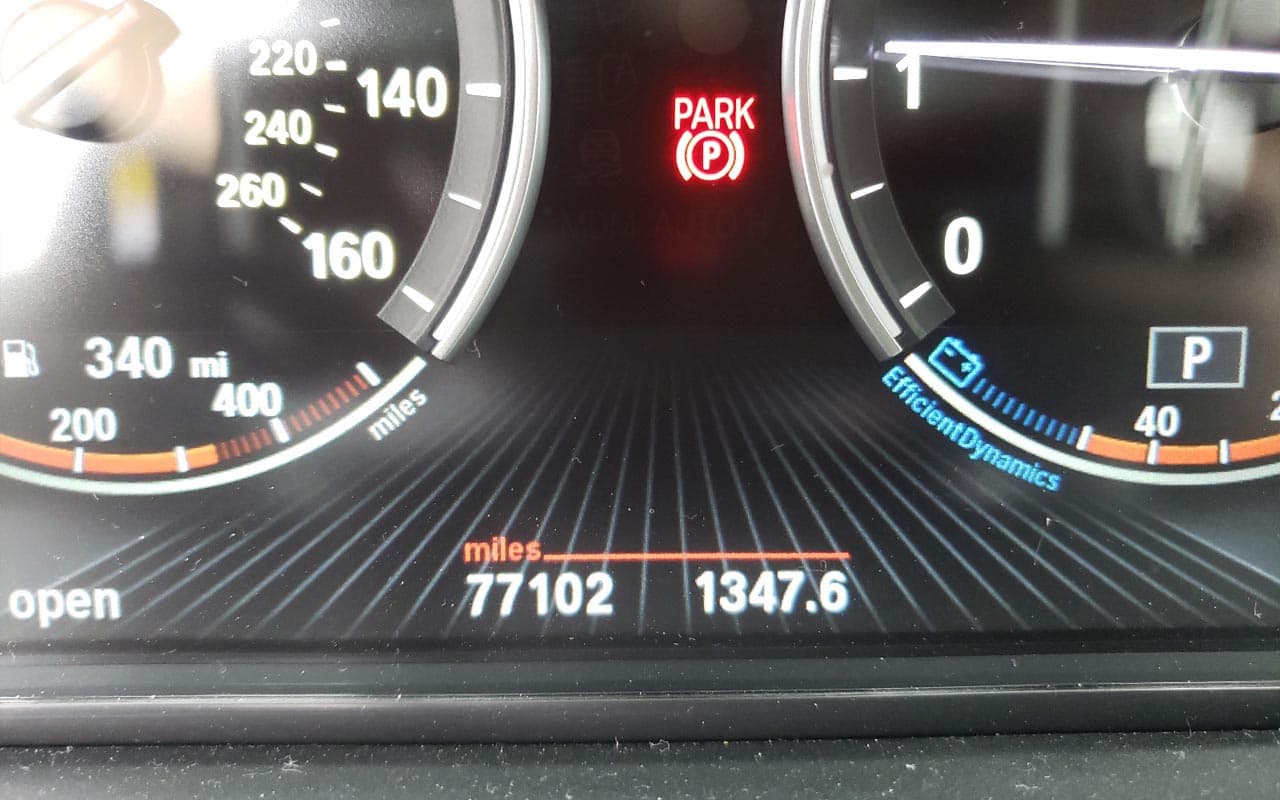 220
140
240
260
160
340 mi
200
400
miles
PARK
P
1
0
P
40
EfficientDynamics
miles
77102 1347.6
open